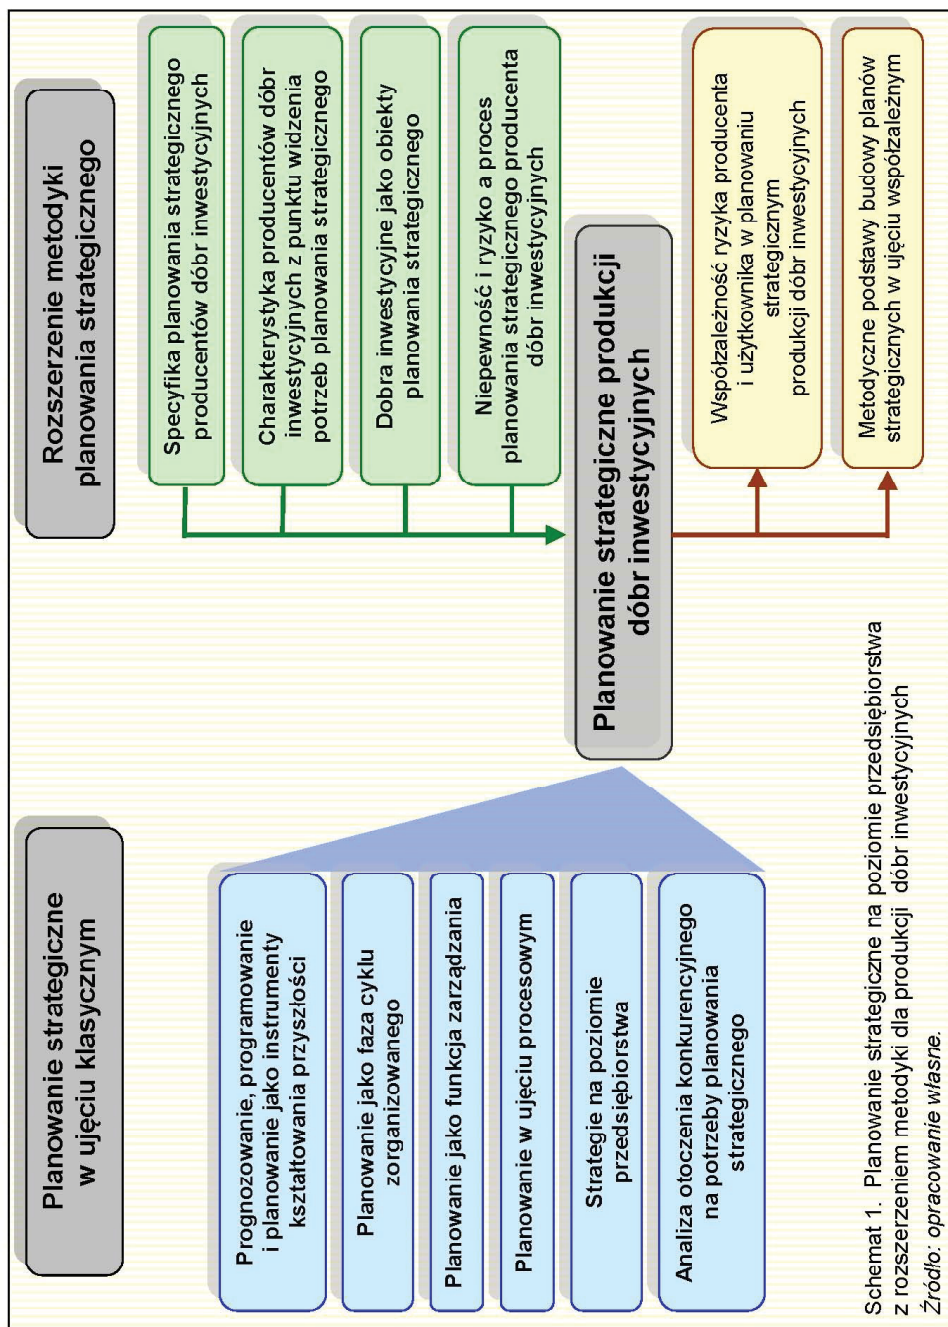 Planowanie strategiczne
w ujęciu klasycznym
Prognozowanie, programowanie
i planowanie jako instrumenty
kształtowania przyszłości
Planowanie jako faza cyklu
zorganizowanego
Planowanie jako funkcja zarządzania
Planowanie w ujęciu procesowym
Strategie na poziomie
przedsiębiorstwa
Analiza otoczenia konkurencyjnego
na potrzeby planowania
strategicznego
Rozszerzenie metodyki
planowania strategicznego
Specyfika planowania strategicznego
producentów dóbr inwestycyjnych
Charakterystyka producentów dóbr
inwestycyjnych z punktu widzenia
potrzeb planowania strategicznego
Dobra inwestycyjne jako obiekty
planowania strategicznego
Niepewność i ryzyko a proces
planowania strategicznego producenta
dóbr inwestycyjnych
Planowanie strategiczne produkcji
dóbr inwestycyjnych
Współzależność ryzyka producenta
i użytkownika w planowaniu
strategicznym
produkcji dóbr inwestycyjnych
Metodyczne podstawy budowy planów
strategicznych w ujęciu współzależnym
Schemat 1. Planowanie strategiczne na poziomie przedsiębiorstwa
z rozszerzeniem metodyki dla produkcji dóbr inwestycyjnych
Źródło: opracowanie własne.